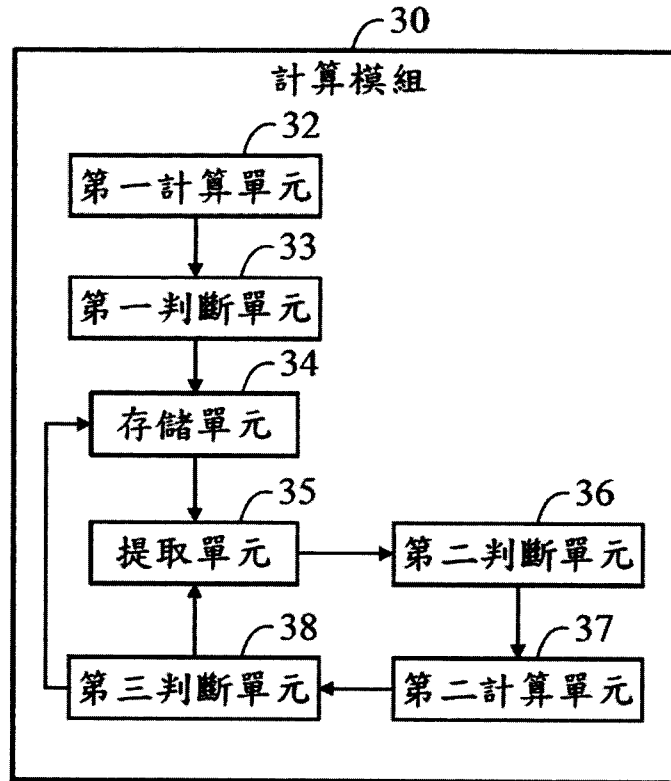 30
計算模組
32
第一計算單元
33
第一判斷單元
34
存儲單元
35
提取單元
36
第二判斷單元
37
第二計算單元
38
第三判斷單元